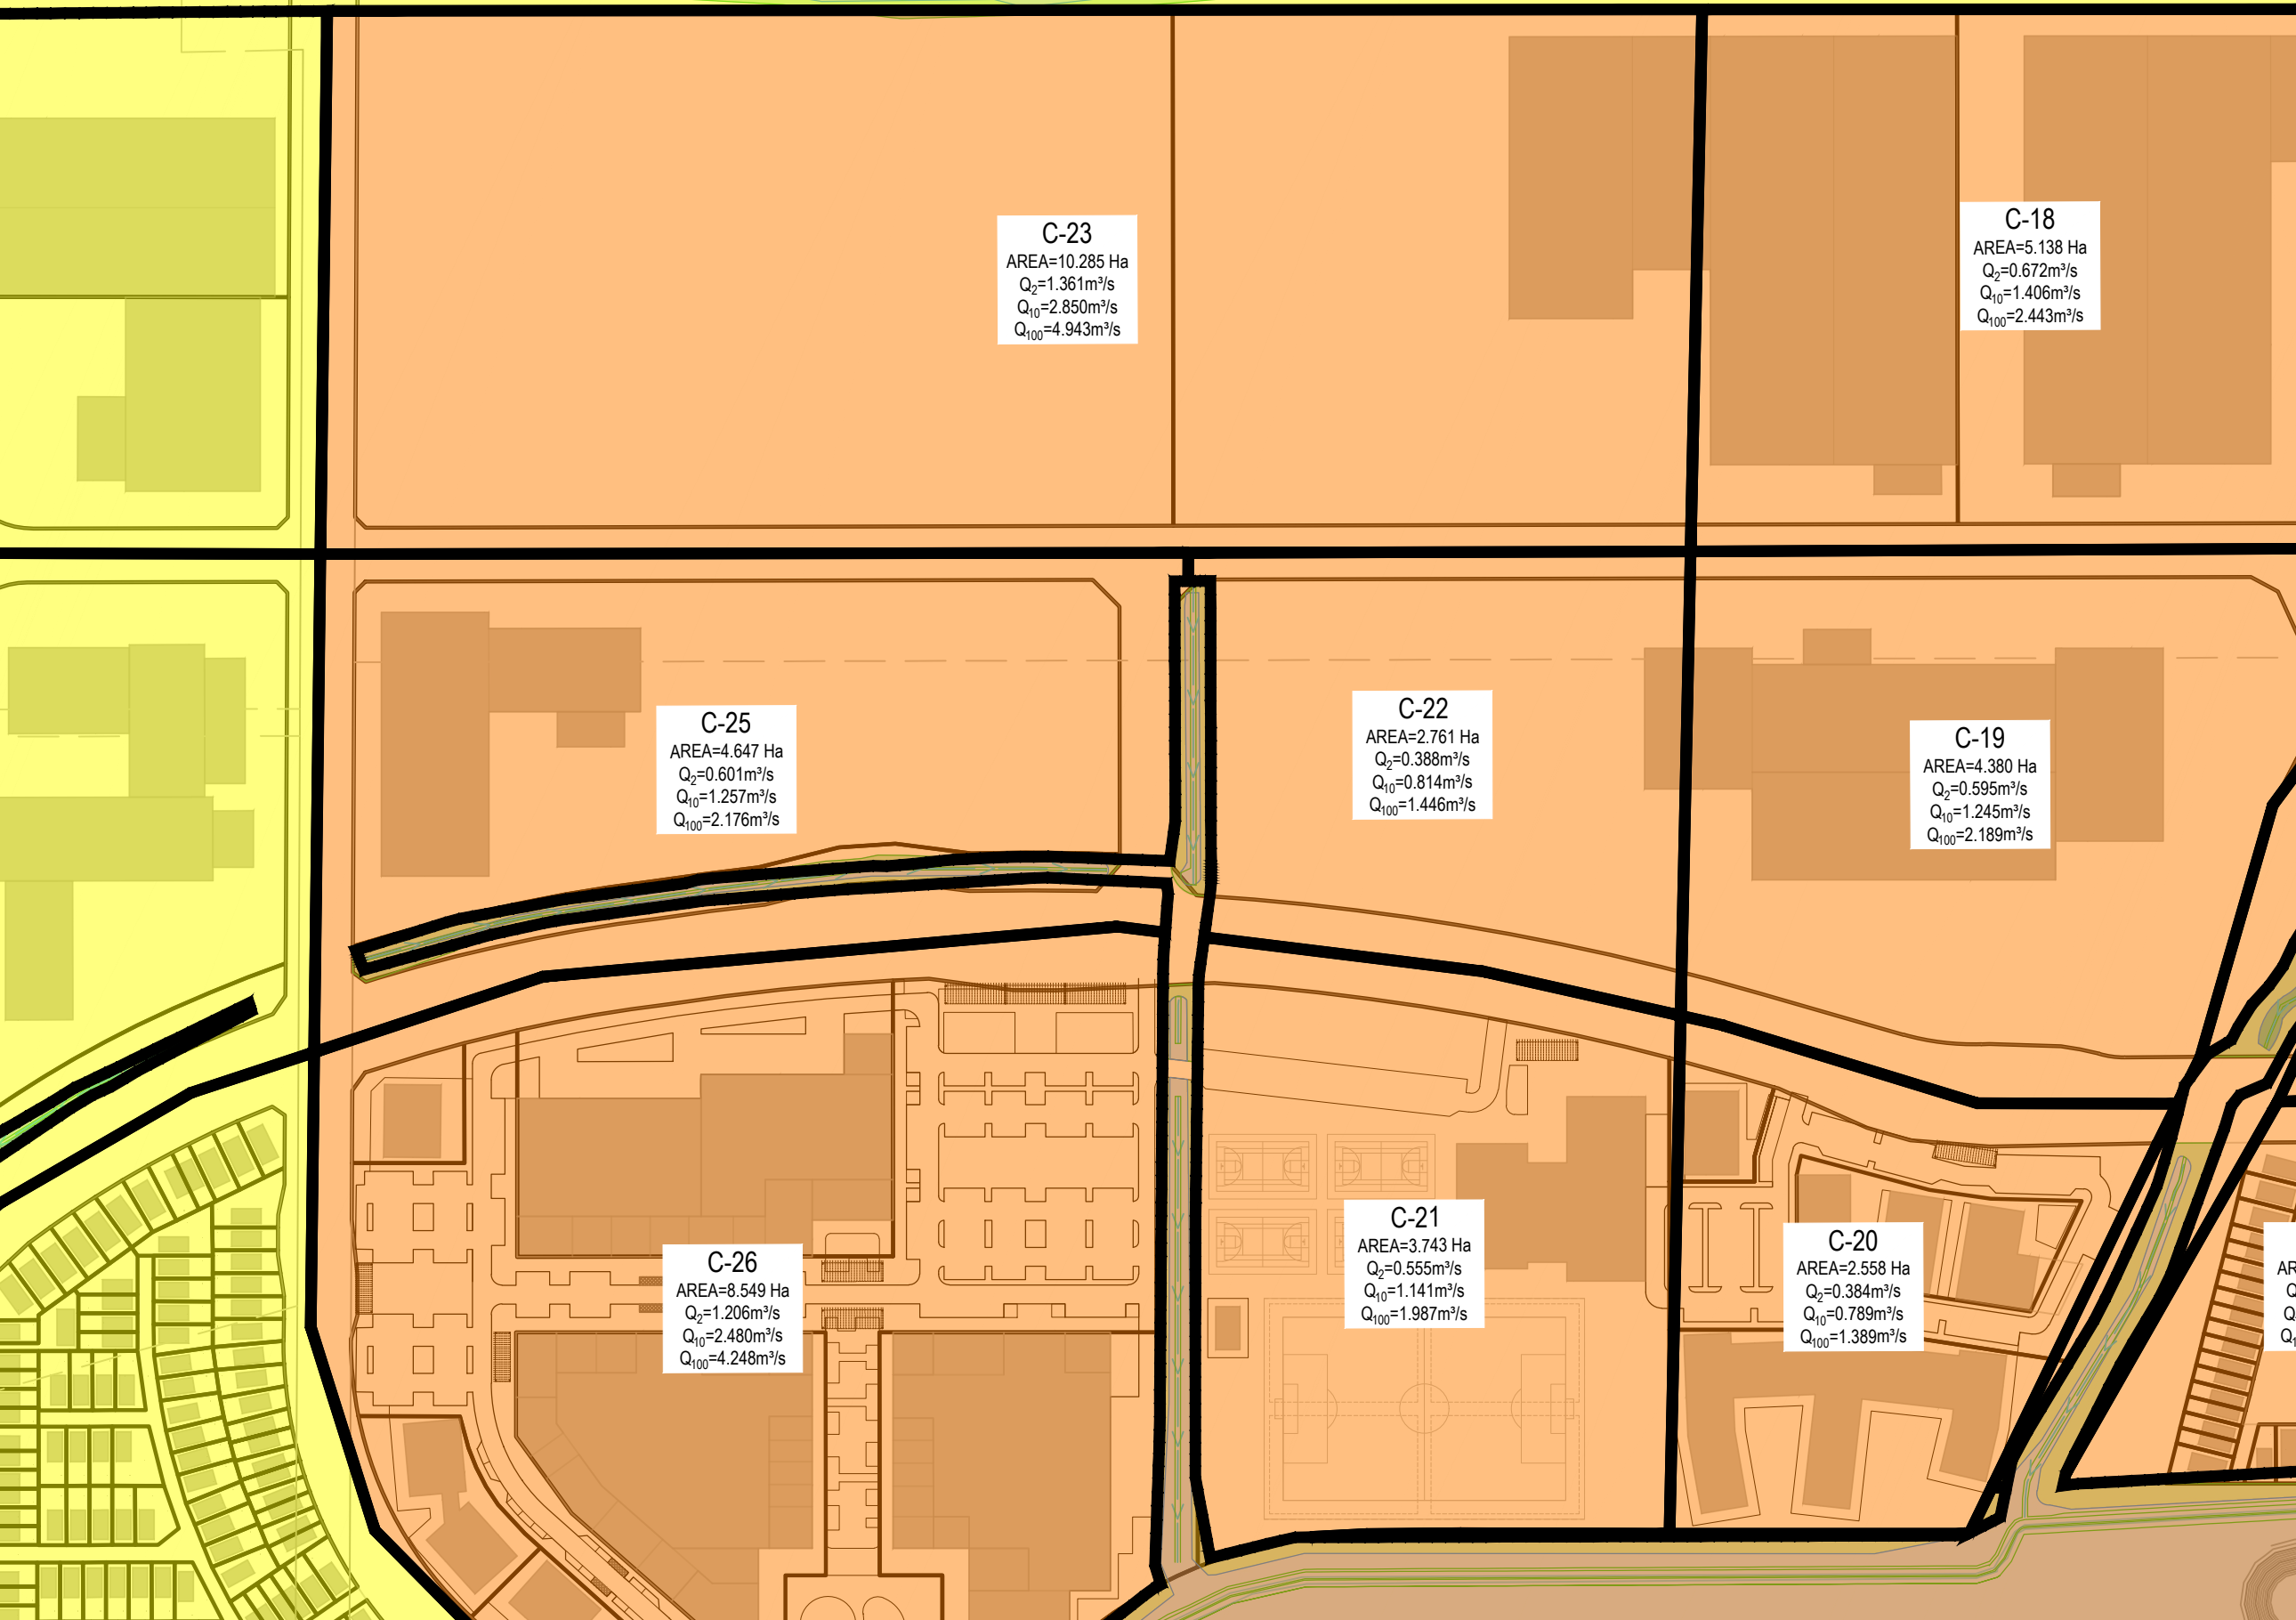 C-23
AREA=10.285 Ha
Q2=1.361m³/s
Q10=2.850m³/s
Q100=4.943m³/s
C-18
AREA=5.138 Ha
Q2=0.672m³/s
Q10=1.406m³/s
Q100=2.443m³/s
C-25
AREA=4.647 Ha
Q2=0.601m³/s
Q10=1.257m³/s
Q100=2.176m³/s
C-22
AREA=2.761 Ha
Q2=0.388m³/s
Q10=0.814m³/s
Q100=1.446m³/s
C-19
AREA=4.380 Ha
Q2=0.595m³/s
Q10=1.245m³/s
Q100=2.189m³/s
C-26
AREA=8.549 Ha
Q2=1.206m³/s
Q10=2.480m³/s
Q100=4.248m³/s
C-21
AREA=3.743 Ha
Q2=0.555m³/s
Q10=1.141m³/s
Q100=1.987m³/s
C-20
AREA=2.558 Ha
Q2=0.384m³/s
Q10=0.789m³/s
Q100=1.389m³/s